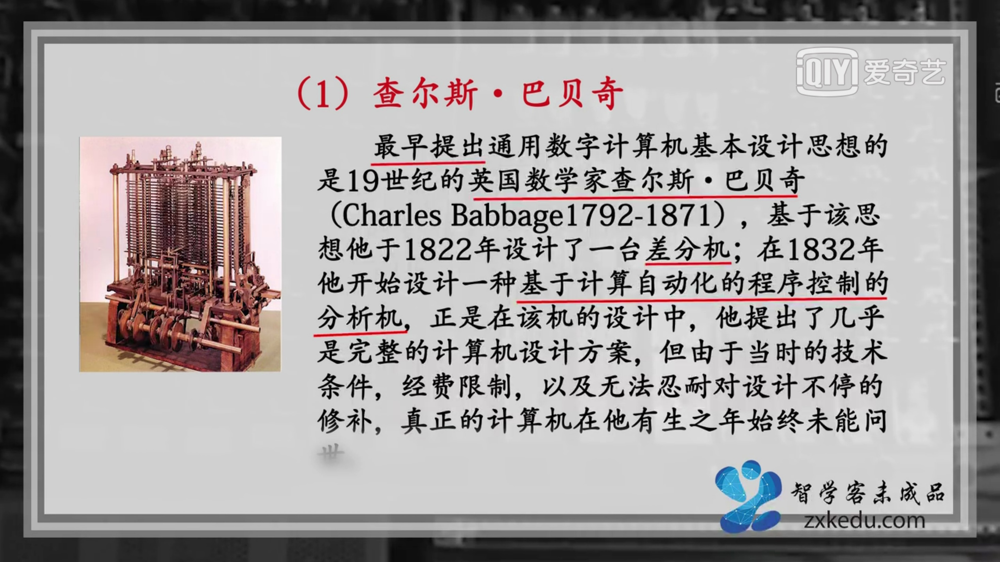 iQIYI 爱奇艺
（1）查尔斯·巴贝奇
最早提出通用数字计算机基本设计思想的
是19世纪的英国数学家查尔斯·巴贝奇
（Charles Babbage1792-1871），基于该思
想他于1822年设计了一台差分机；在1832年
他开始设计一种基于计算自动化的程序控制的
分析机，正是在该机的设计中，他提出了几乎
是完整的计算机设计方案，但由于当时的技术
条件，经费限制，以及无法忍耐对设计不停的
修补，真正的计算机在他有生之年始终未能问
世
智学客未成品
zxkedu.com